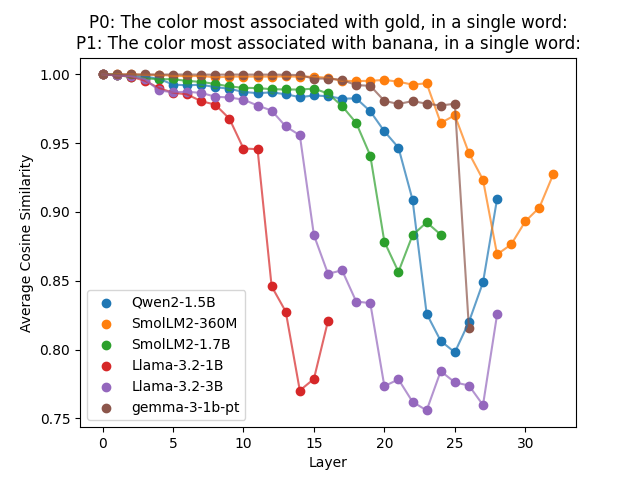 P0: The color most associated with gold, in a single word:
P1: The color most associated with banana, in a single word:
1.00
0.95
0.90
0.85
0.80
0.75
Average Cosine Similarity
Qwen2-1.5B
SmolLM2-360M
SmolLM2-1.7B
Llama-3.2-1B
Llama-3.2-3B
gemma-3-1b-pt
0 5 10 15 20 25 30
Layer